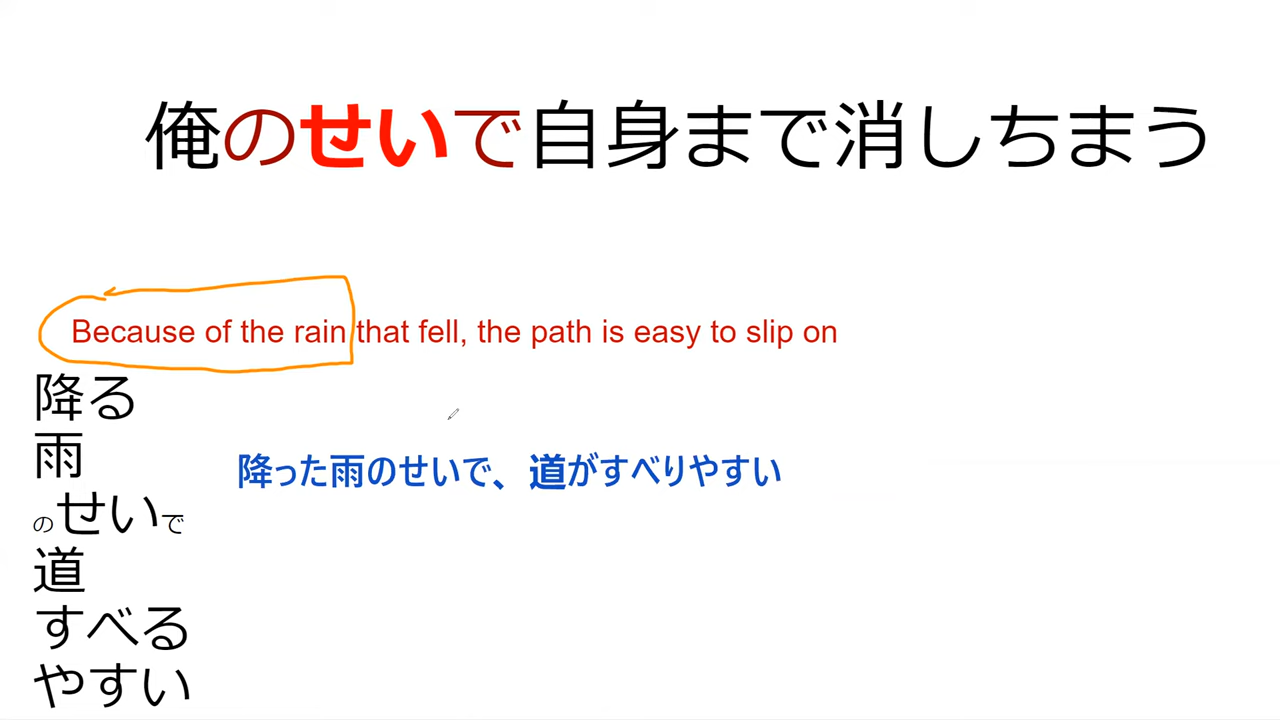 俺のせいで自身まで消しちまう
Because of the rain that fell, the path is easy to slip on
降る
雨
降った雨のせいで、道がすべりやすい
のせいで
道
すべる
やすい